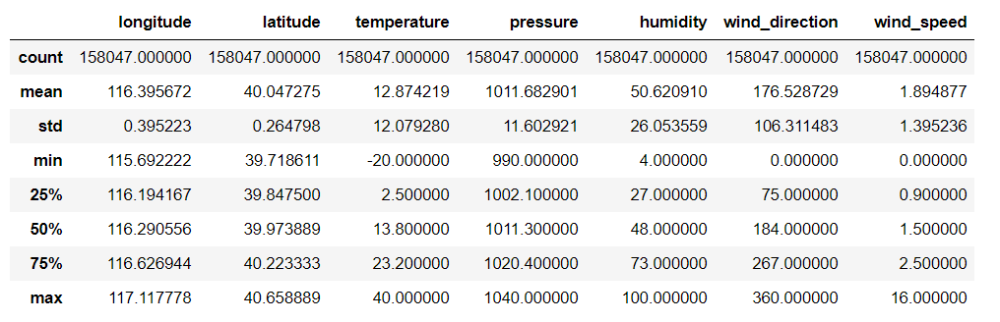 longitude latitude temperature pressure humidity wind_direction wind_speed
count 158047.000000 158047.000000 158047.000000 158047.000000 158047.000000 158047.000000 158047.000000
mean 116.395672 40.047275 12.874219 1011.682901 50.620910 176.528729 1.894877
std 0.395223 0.264798 12.079280 11.602921 26.053559 106.311483 1.395236
min 115.692222 39.718611 -20.000000 990.000000 4.000000 0.000000 0.000000
25% 116.194167 39.847500 2.500000 1002.100000 27.000000 75.000000 0.900000
50% 116.290556 39.973889 13.800000 1011.300000 48.000000 184.000000 1.500000
75% 116.626944 40.223333 23.200000 1020.400000 73.000000 267.000000 2.500000
max 117.117778 40.658889 40.000000 1040.000000 100.000000 360.000000 16.000000